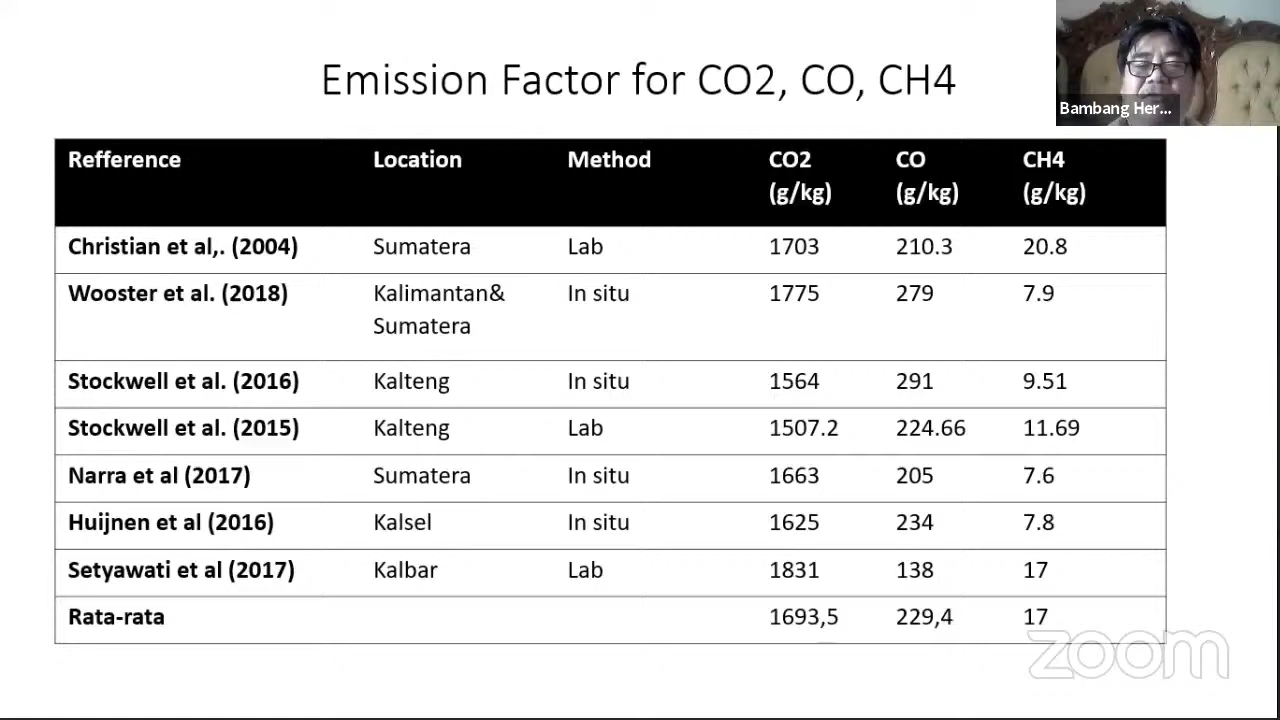 Emission Factor for CO2, CO, CH4
Bambang Her...
Refference Location Method CO2 (g/kg) CO (g/kg) CH4 (g/kg)
Christian et al,. (2004) Sumatera Lab 1703 210.3 20.8
Wooster et al. (2018) Kalimantan& Sumatera In situ 1775 279 7.9
Stockwell et al. (2016) Kalteng In situ 1564 291 9.51
Stockwell et al. (2015) Kalteng Lab 1507.2 224.66 11.69
Narra et al (2017) Sumatera In situ 1663 205 7.6
Huijnen et al (2016) Kalsel In situ 1625 234 7.8
Setyawati et al (2017) Kalbar Lab 1831 138 17
Rata-rata 1693,5 229,4 17
zoom